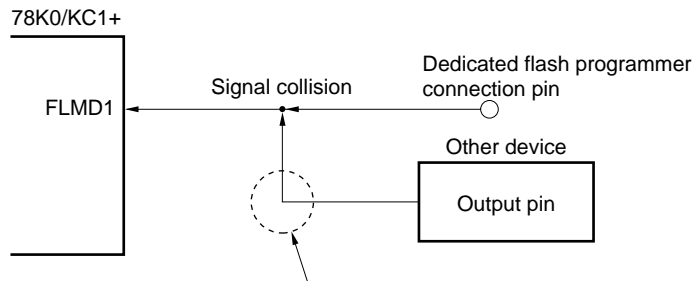 78K0/KC1+
FLMD1
Signal collision
Dedicated flash programmer
connection pin
Other device
Output pin